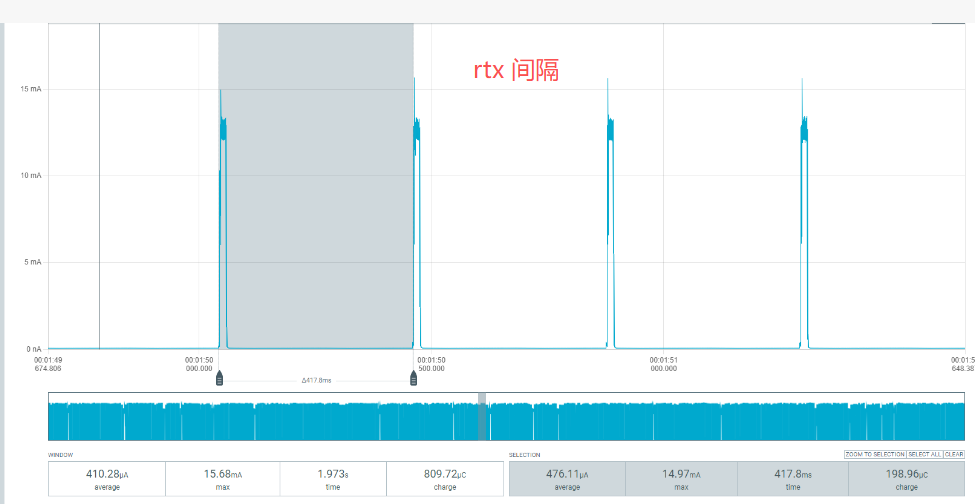 rtx 间隔
15 mA
10 mA
5 mA
0 nA
00:01:49
674.806
00:01:50
000.000
00:01:50
500.000
00:01:51
000.000
648.38
Δ417.8ms
WINDOW
410.28μA
average
15.68mA
max
1.973s
time
809.72μC
charge
SELECTION
ZOOM TO SELECTION
SELECT ALL
CLEAR
476.11μA
average
14.97mA
max
417.8ms
time
198.96μC
charge